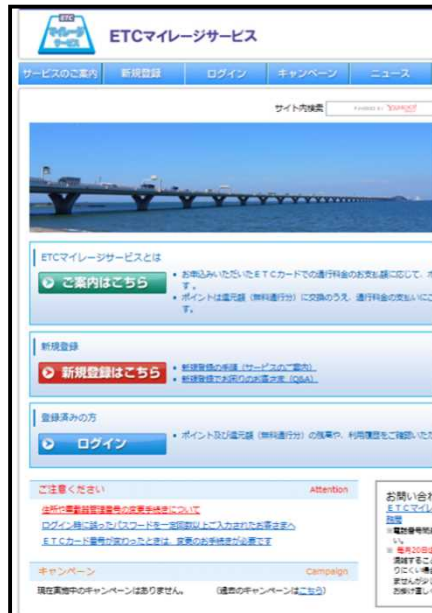 ETC
マイレージ
サービス
ETCマイレージサービス
サービスのご案内 新規登録 ログイン キャンペーン ニュース
サイト内検索
ETCマイレージサービスとは
ご案内はこちら
お申込みいただいたETCカードでの通行料金のお支払額に応じて、ポ
す。
ポイントは還元額（無料通行分）に交換のうえ、通行料金の支払いにご
す。
新規登録
新規登録はこちら
新規登録の手順（サービスのご案内）
新規登録でお困りのお客さま（Q&A）
登録済みの方
ログイン
ポイント及び還元額（無料通行分）の残高や、利用履歴をご確認いただ
ご注意ください Attention
住所や車載器管理番号の変更手続きについて
ログイン時に誤ったパスワードを一定回数以上ご入力されたお客さまへ
ETCカード番号が変わったときは、変更のお手続きが必要です
キャンペーン Campaign
現在実施中のキャンペーンはありません。 （過去のキャンペーンはこちら）
お問い合わ
ETCマイレ